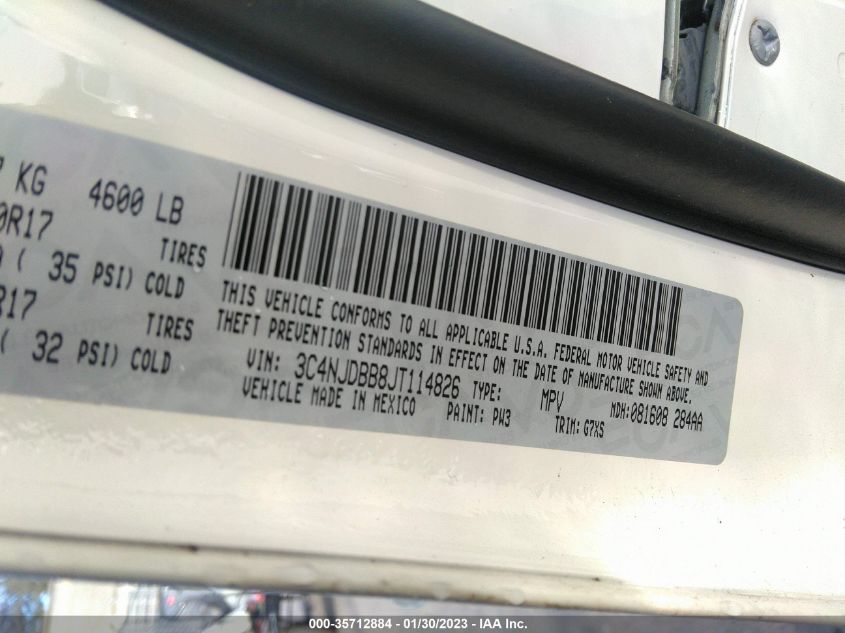 KG 4600 LB
R17 TIRES
( 35 PSI) COLD
R17 TIRES
( 32 PSI) COLD
THIS VEHICLE CONFORMS TO ALL APPLICABLE U.S.A. FEDERAL MOTOR VEHICLE SAFETY AND
THEFT PREVENTION STANDARDS IN EFFECT ON THE DATE OF MANUFACTURE SHOWN ABOVE.
VIN: 3C4NJDBB8JT114826 TYPE: MPV MDH:081608 284AA
VEHICLE MADE IN MEXICO PAINT: PW3 TRIM: G7XS
000-35712884 - 01/30/2023 - IAA Inc.